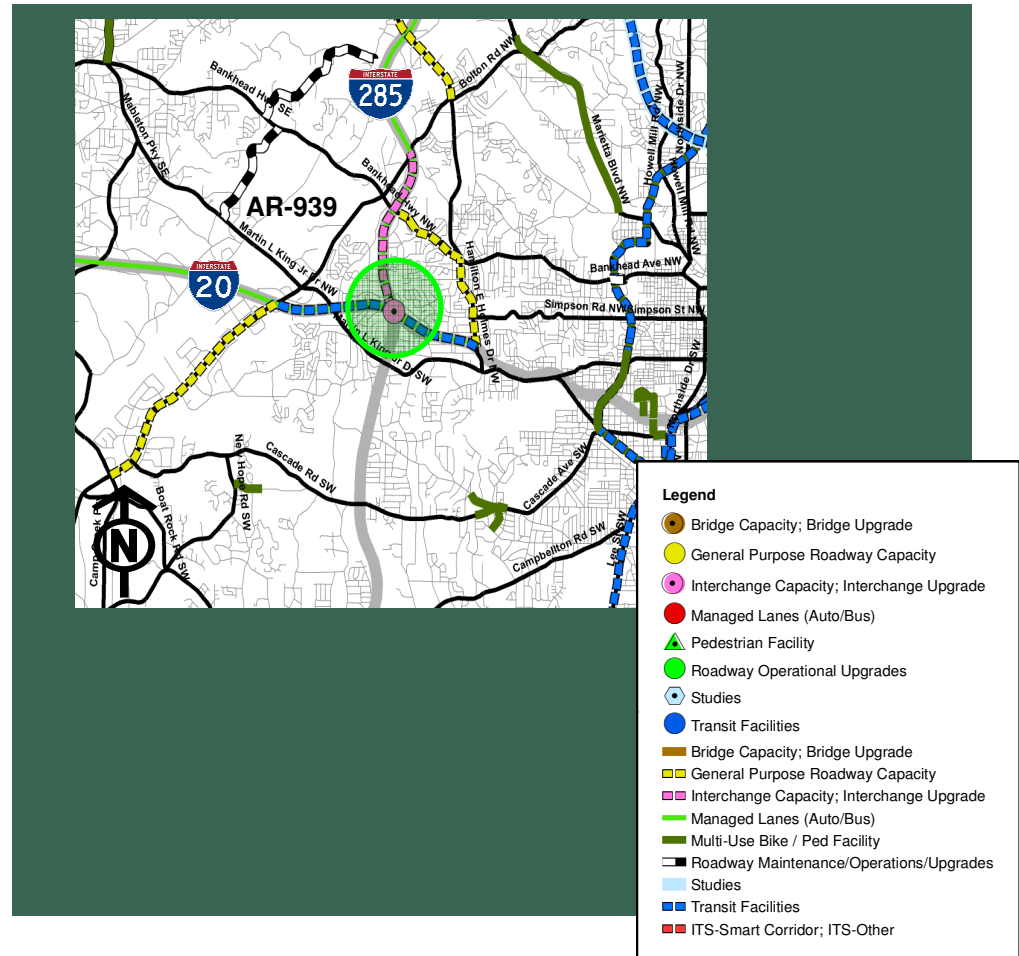 Bolton Rd NW
INTERSTATE
285
Bankhead Hwy SE
Mableton Pky SE
Marietta Blvd NW
Howell Mill Rd NW
N Northside Dr NW
Howell Mill Rd NW
Bankhead Hwy NW
AR-939
Martin L King Jr Dr NW
Hamilton E Holmes Dr NW
Bankhead Ave NW
INTERSTATE
20
Simpson Rd NW
Simpson St NW
Martin L King Jr Dr SW
Northside Dr SW
New Hope Rd SW
Cascade Rd SW
Cascade Ave SW
Boat Rock Rd SW
Campbellton Rd SW
Lee St SW
N
Legend
Bridge Capacity; Bridge Upgrade
General Purpose Roadway Capacity
Interchange Capacity; Interchange Upgrade
Managed Lanes (Auto/Bus)
Pedestrian Facility
Roadway Operational Upgrades
Studies
Transit Facilities
Bridge Capacity; Bridge Upgrade
General Purpose Roadway Capacity
Interchange Capacity; Interchange Upgrade
Managed Lanes (Auto/Bus)
Multi-Use Bike / Ped Facility
Roadway Maintenance/Operations/Upgrades
Studies
Transit Facilities
ITS-Smart Corridor; ITS-Other